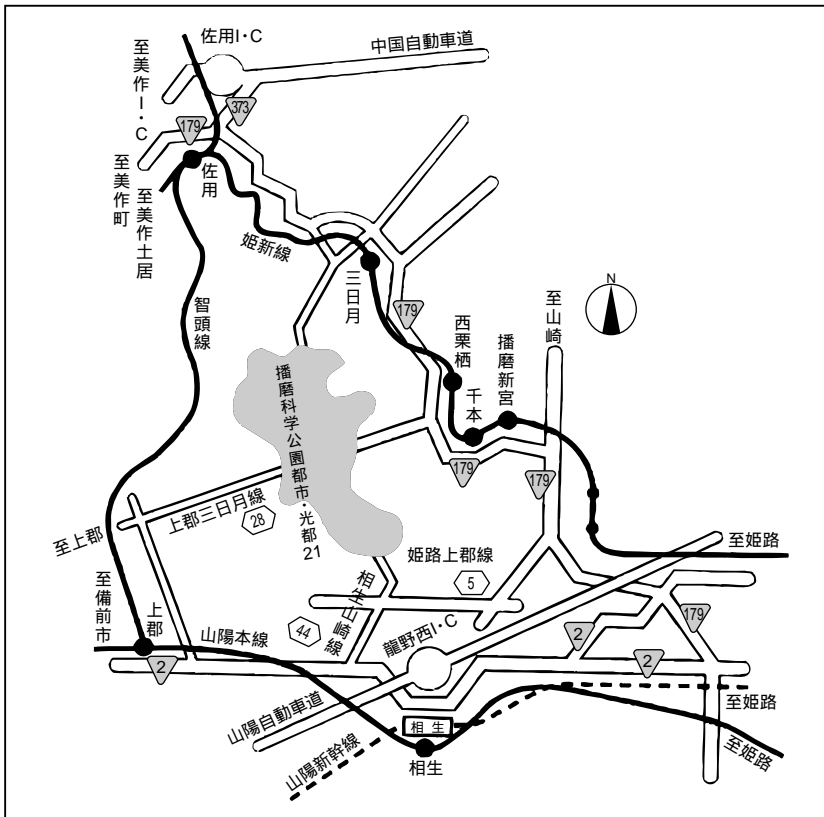 佐用I・C
中国自動車道
至美作I・C
373
179
佐用
至美作町
至美作土居
姫新線
三日月
N
智頭線
179
西栗栖
千本
播磨新宮
至山崎
播磨科学公園都市・光都21
179
179
上郡三日月線
28
至上郡
至姫路
姫路上郡線
5
至備前市
上郡
相生山崎線
44
山陽本線
龍野西I・C
2
179
2
2
山陽自動車道
相生
至姫路
山陽新幹線
相生
至姫路